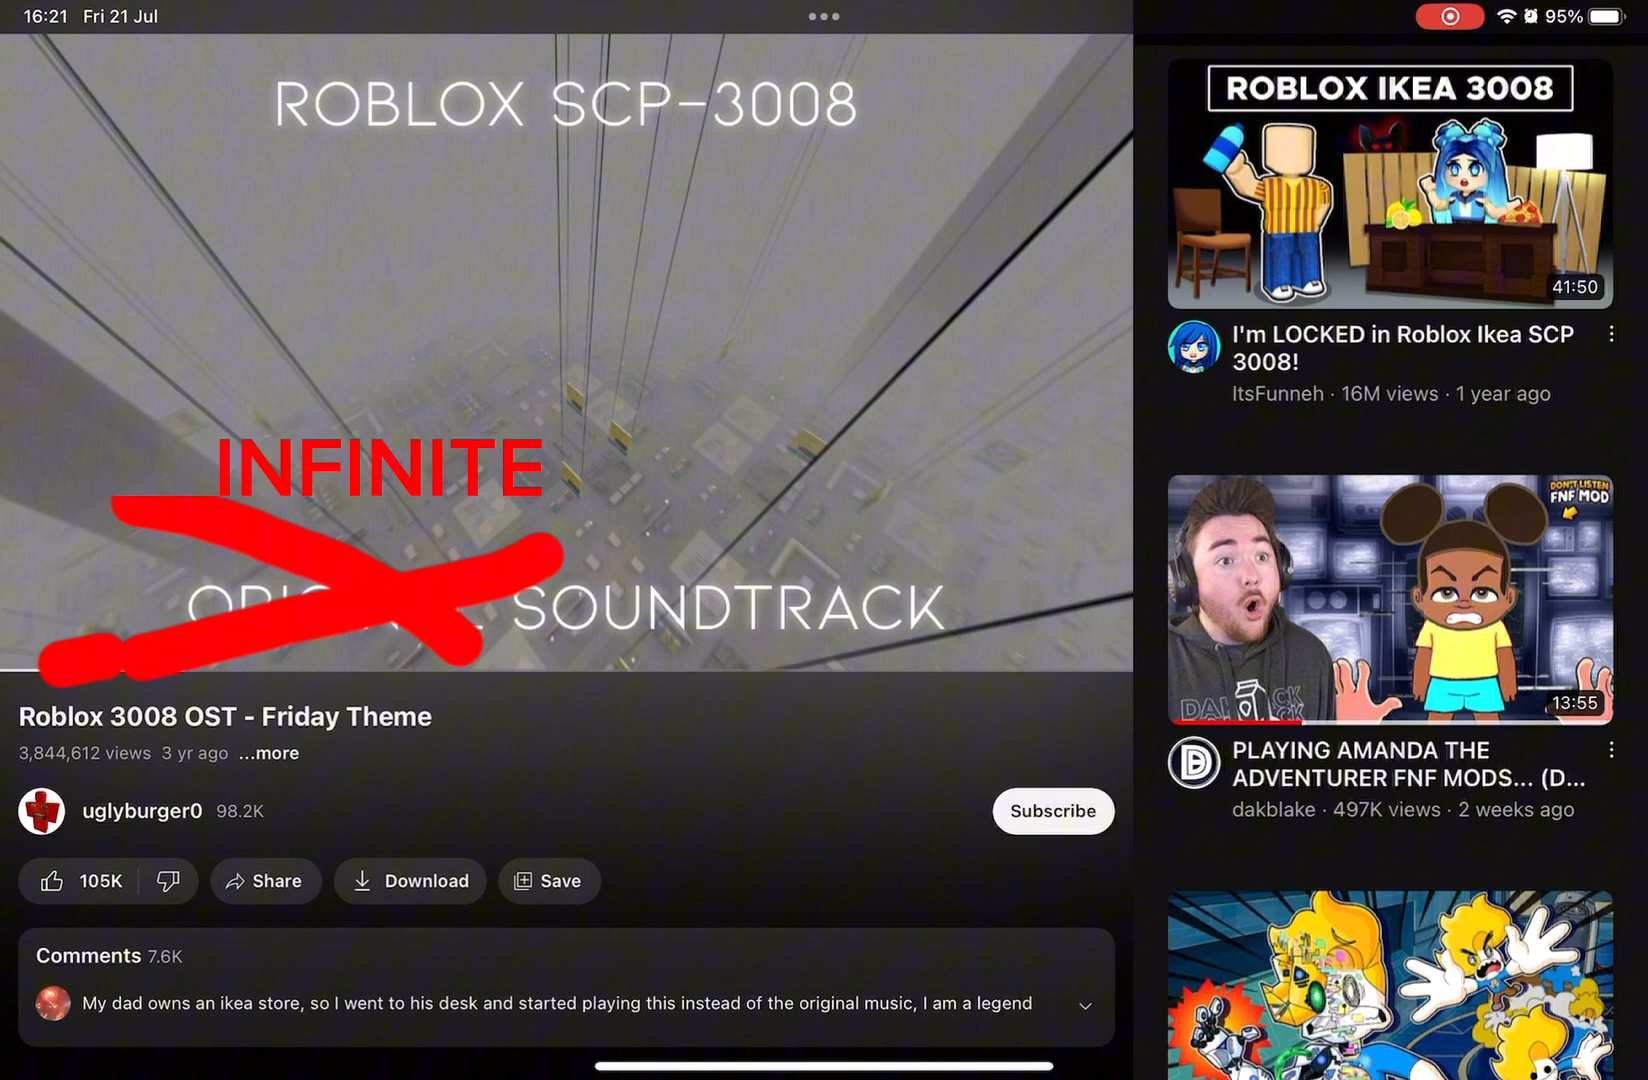 16:21 Fri 21 Jul
95%
ROBLOX SCP-3008
INFINITE
SOUNDTRACK
Roblox 3008 OST - Friday Theme
3,844,612 views 3 yr ago ...more
uglyburger0 98.2K
Subscribe
105K
Share
Download
Save
Comments 7.6K
My dad owns an ikea store, so I went to his desk and started playing this instead of the original music, I am a legend
ROBLOX IKEA 3008
41:50
I'm LOCKED in Roblox Ikea SCP
3008!
ItsFunneh · 16M views · 1 year ago
DON'T LISTEN
FNF MOD
13:55
PLAYING AMANDA THE
ADVENTURER FNF MODS... (D...
dakblake · 497K views · 2 weeks ago